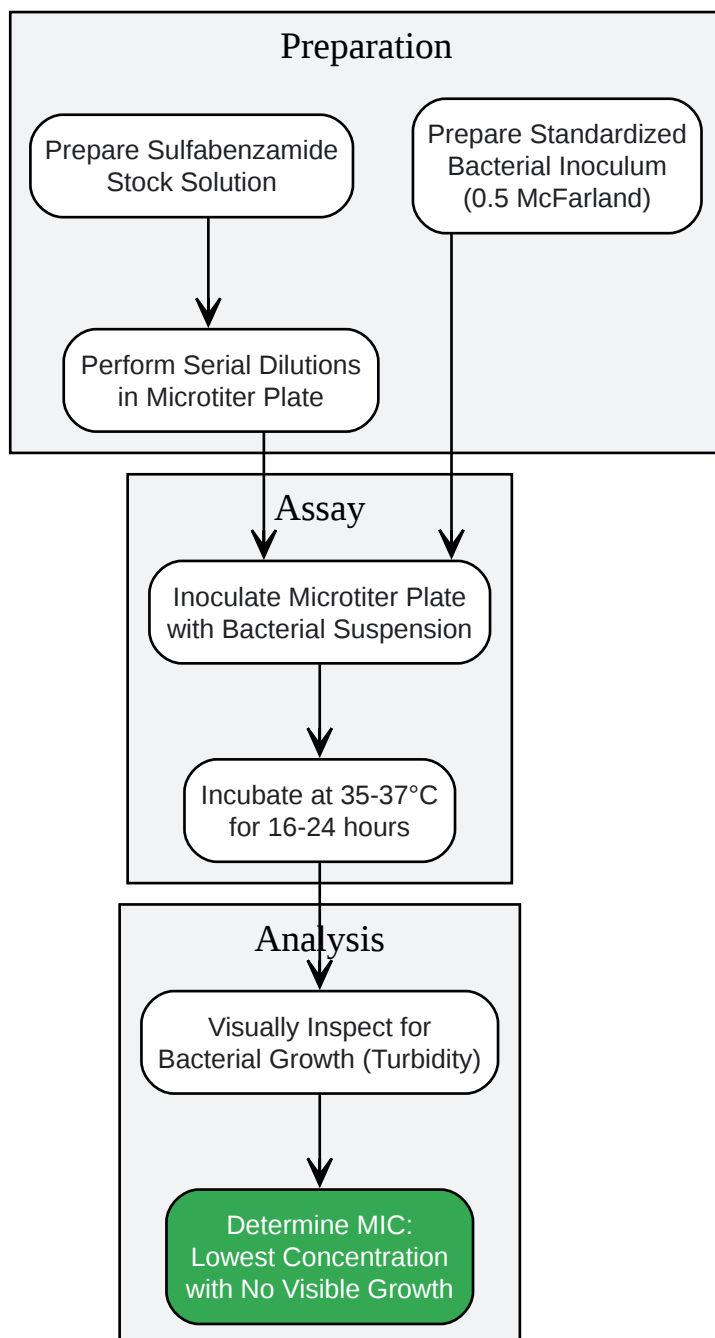 Preparation
Prepare Sulfabenzamide
Stock Solution
Prepare Standardized
Bacterial Inoculum
(0.5 McFarland)
Perform Serial Dilutions
in Microtiter Plate
Assay
Inoculate Microtiter Plate
with Bacterial Suspension
Incubate at 35-37°C
for 16-24 hours
Analysis
Visually Inspect for
Bacterial Growth (Turbidity)
Determine MIC:
Lowest Concentration
with No Visible Growth